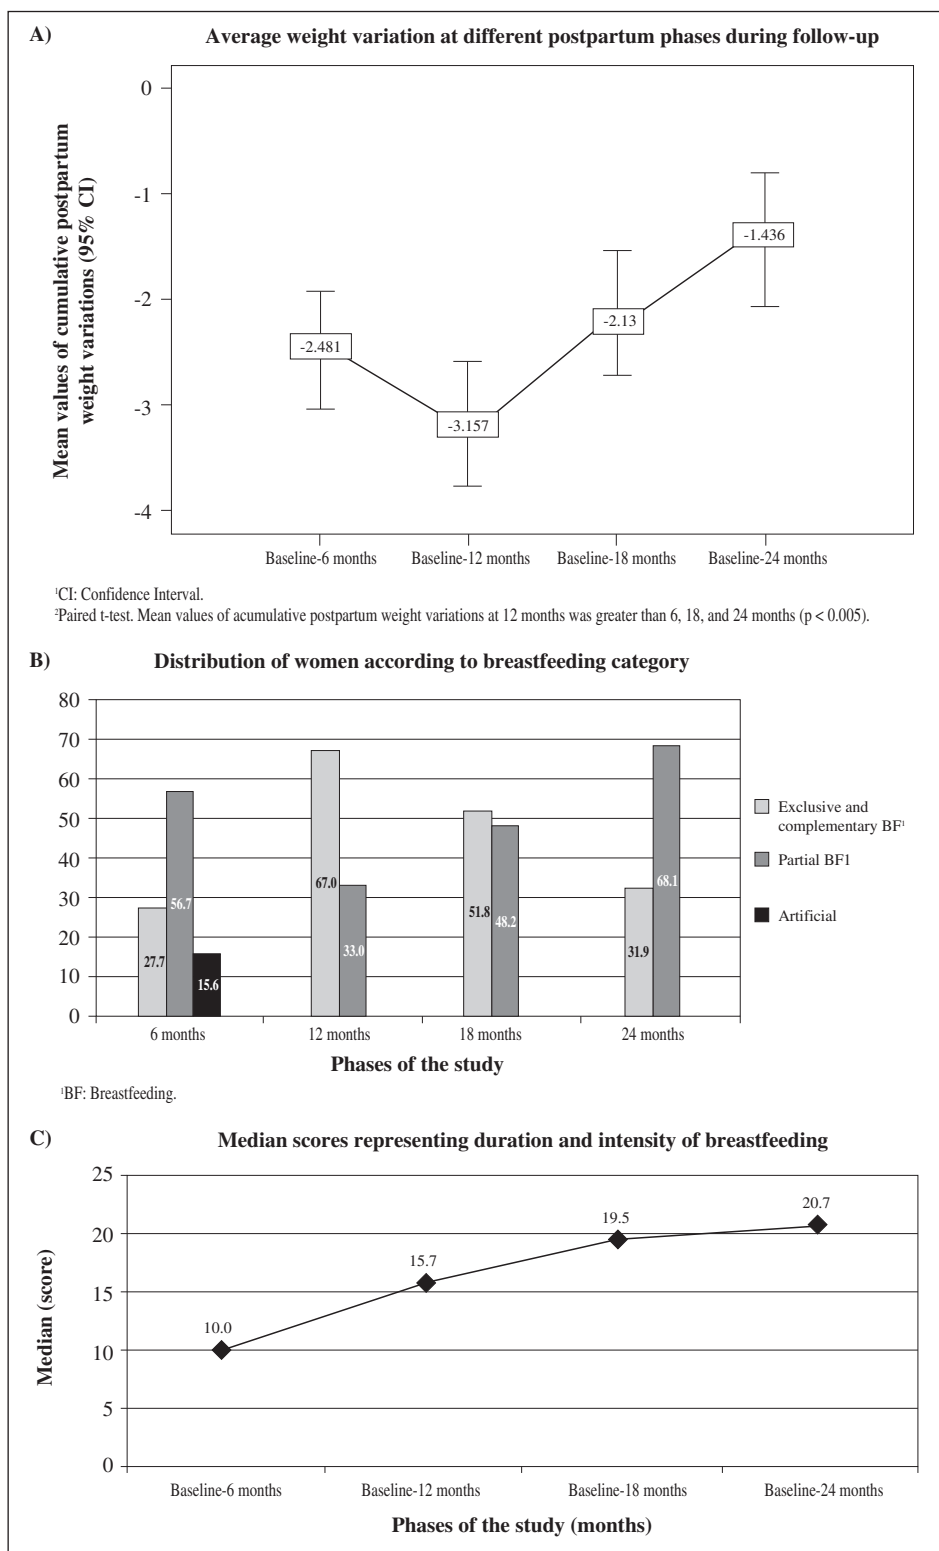 A) Average weight variation at different postpartum phases during follow-up
Mean values of cumulative postpartum
weight variations (95% CI)
0
-1
-2
-3
-4
-2.481
-3.157
-2.13
-1.436
Baseline-6 months Baseline-12 months Baseline-18 months Baseline-24 months
¹CI: Confidence Interval.
²Paired t-test. Mean values of acumulative postpartum weight variations at 12 months was greater than 6, 18, and 24 months (p < 0.005).
B) Distribution of women according to breastfeeding category
80
70
60
50
40
30
20
10
0
27.7
56.7
15.6
67.0
33.0
51.8
48.2
31.9
68.1
6 months 12 months 18 months 24 months
Phases of the study
Exclusive and
complementary BF¹
Partial BF1
Artificial
¹BF: Breastfeeding.
C) Median scores representing duration and intensity of breastfeeding
Median (score)
25
20
15
10
5
0
10.0
15.7
19.5
20.7
Baseline-6 months Baseline-12 months Baseline-18 months Baseline-24 months
Phases of the study (months)